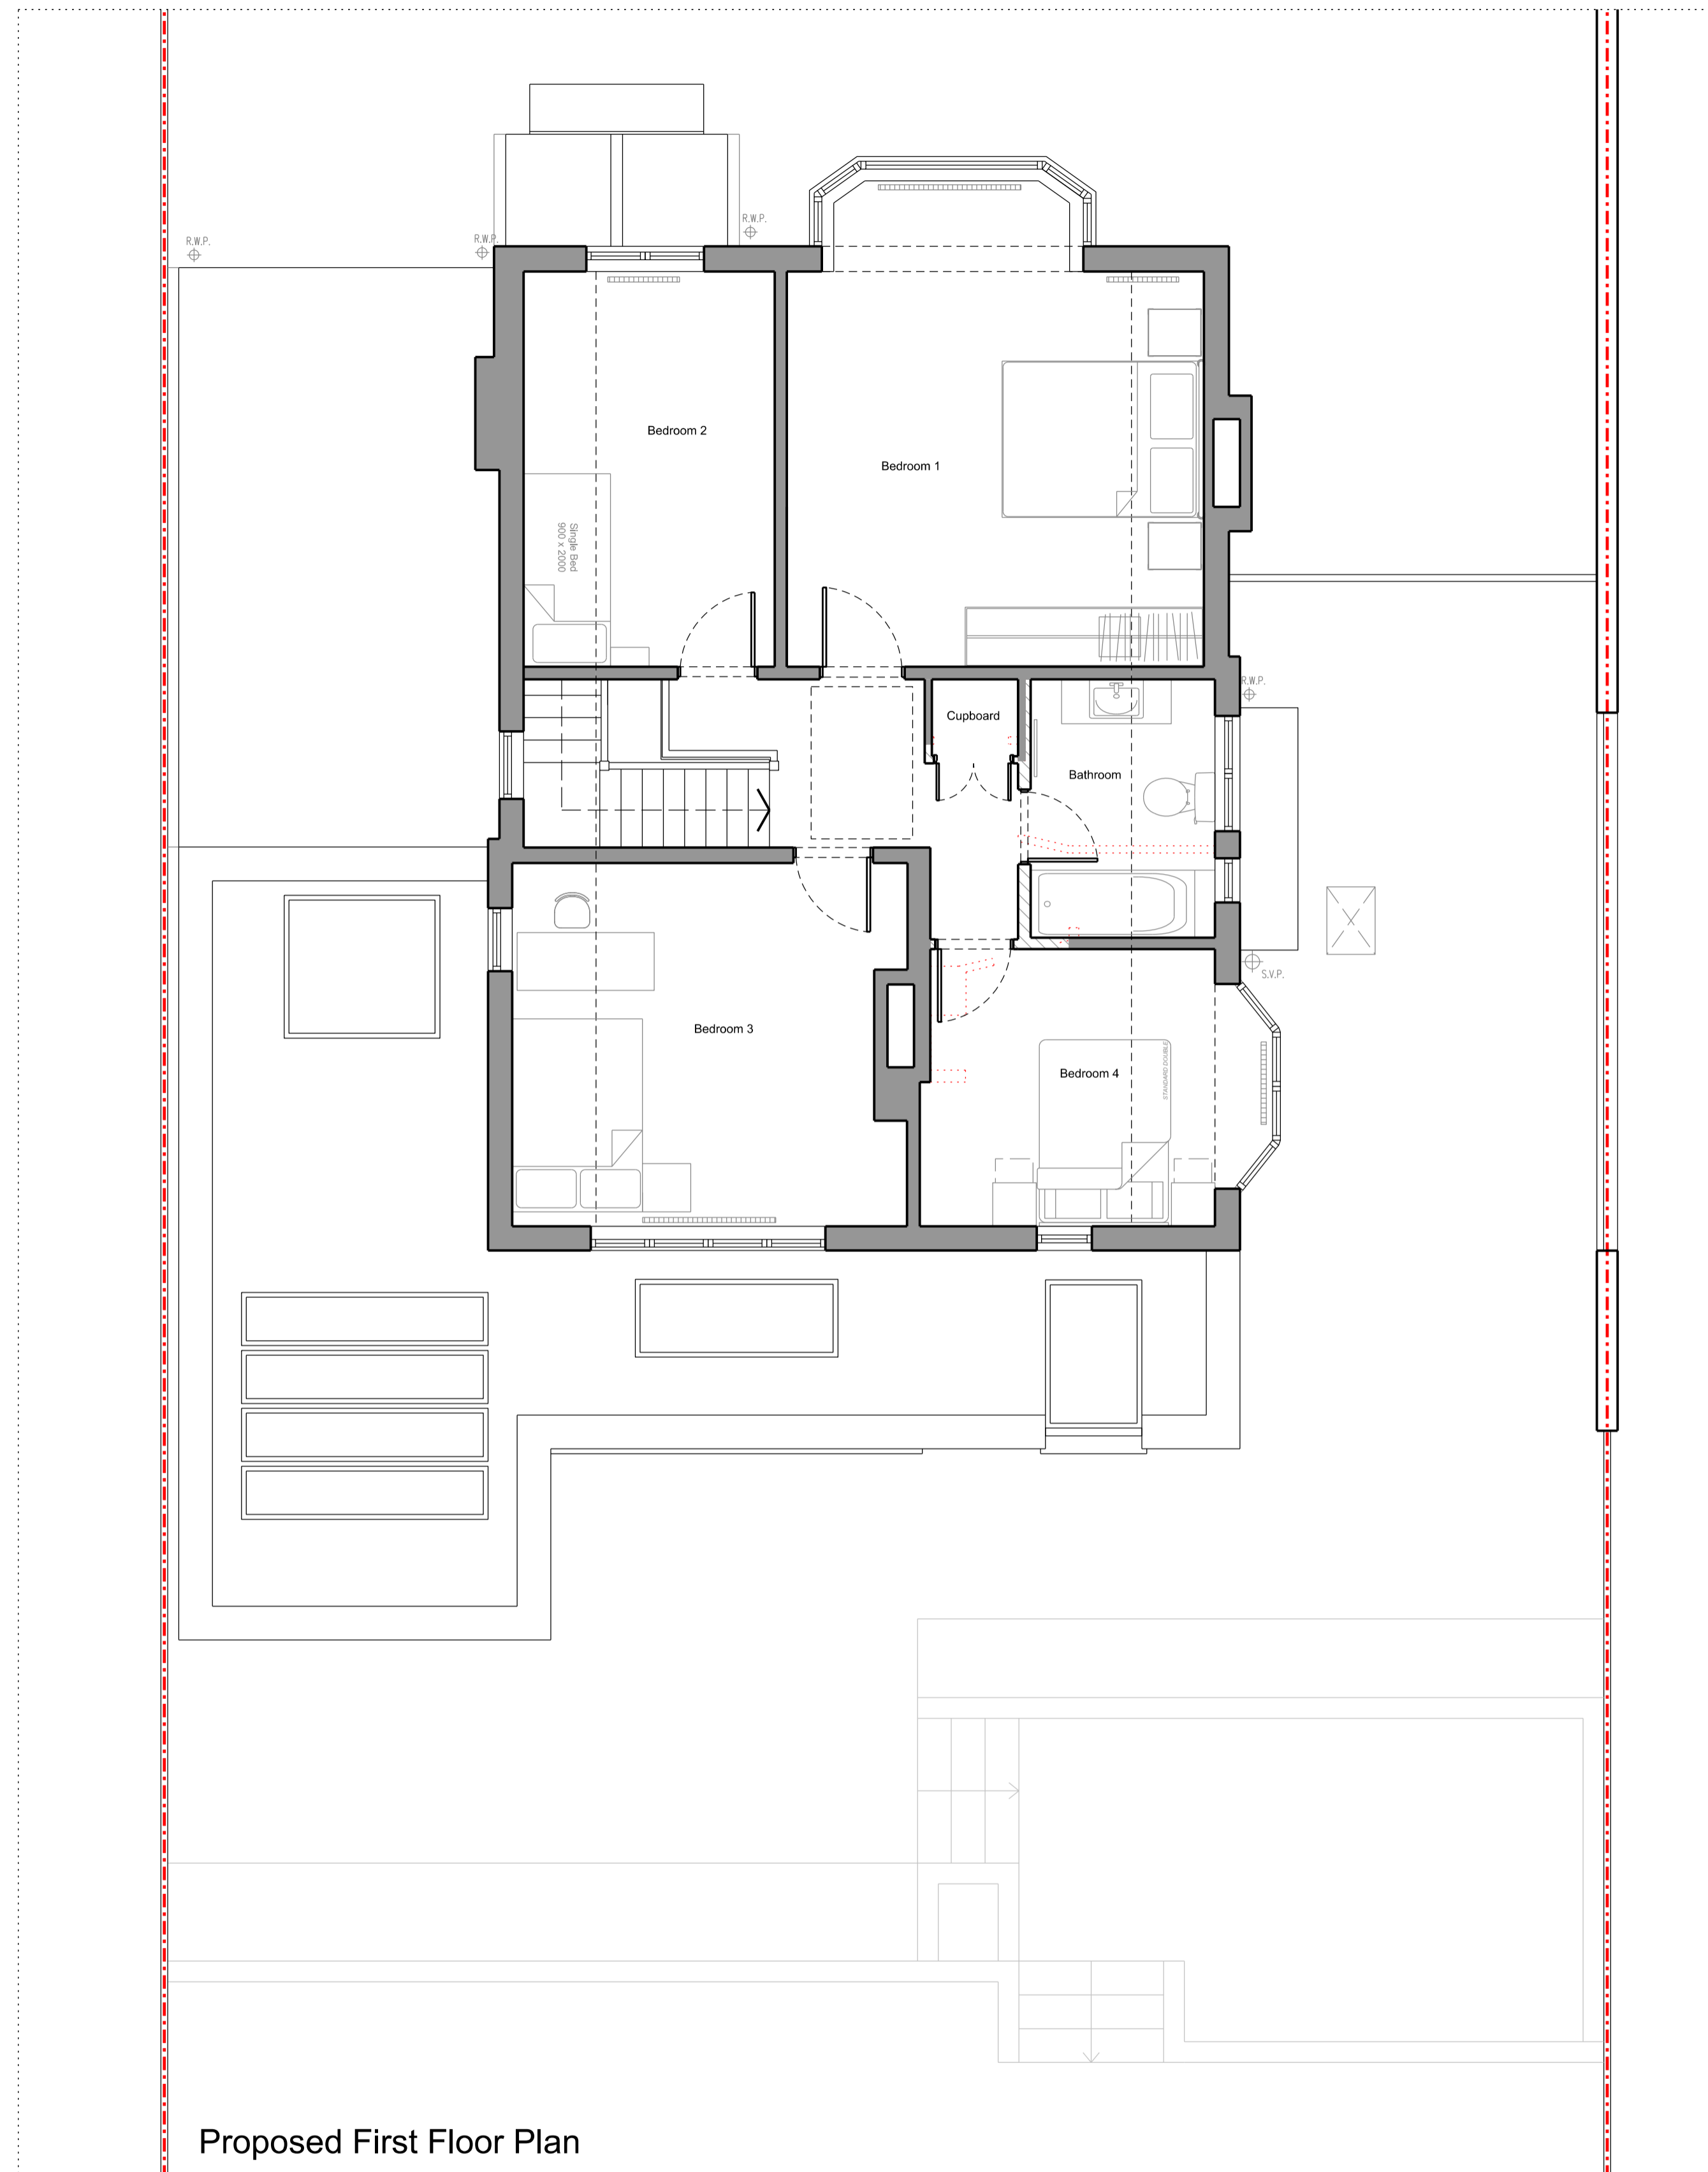 R.W.P.
R.W.P.
R.W.P.
Bedroom 2
Bedroom 1
Single Bed
900 x 2000
R.W.P.
Cupboard
Bathroom
S.V.P.
Bedroom 3
Bedroom 4
STANDARD DOUBLE
Proposed First Floor Plan